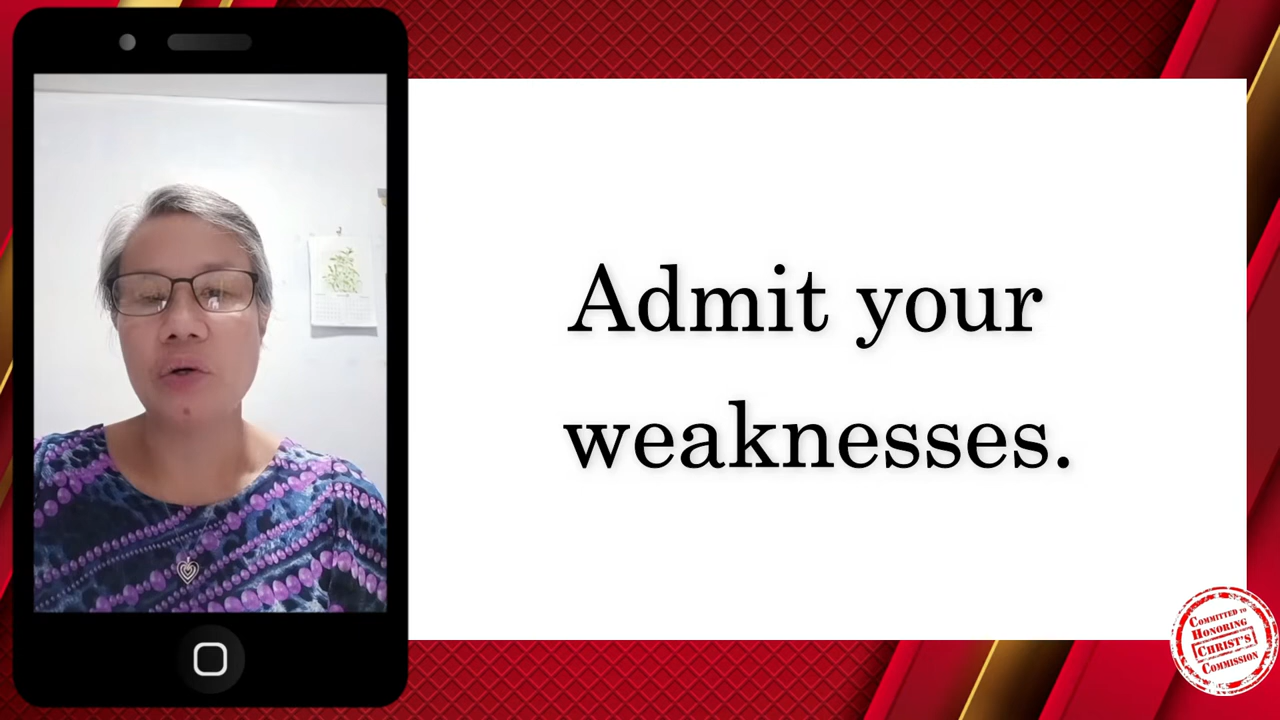 Admit your
weaknesses.
COMMITTED TO
HONORING
CHRIST'S
COMMISSION